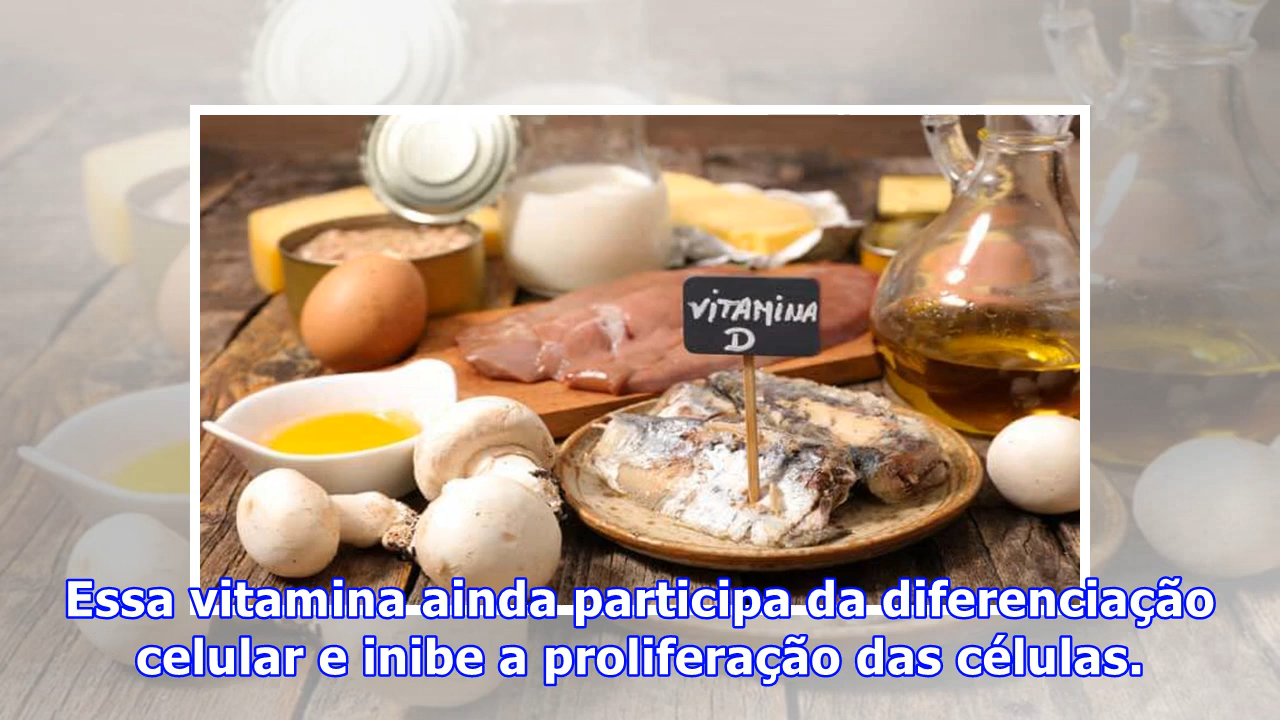 VITAMINA
D
Essa vitamina ainda participa da diferenciação
celular e inibe a proliferação das células.